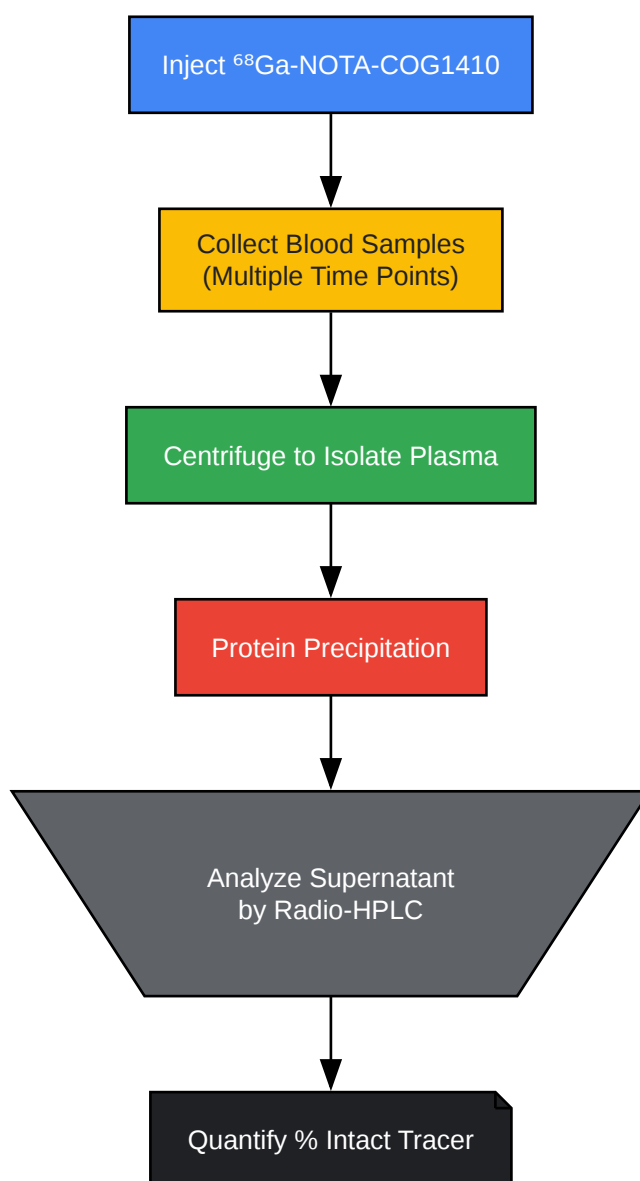 Inject ⁶⁸Ga-NOTA-COG1410
Collect Blood Samples
(Multiple Time Points)
Centrifuge to Isolate Plasma
Protein Precipitation
Analyze Supernatant
by Radio-HPLC
Quantify % Intact Tracer